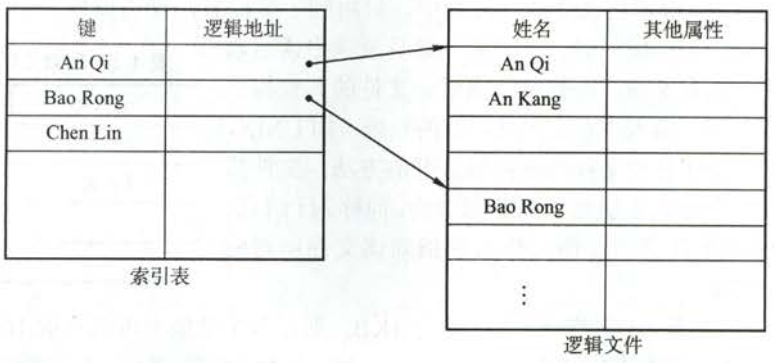 键 逻辑地址
An Qi
Bao Rong
Chen Lin
索引表
姓名 其他属性
An Qi
An Kang
Bao Rong
⋮
逻辑文件